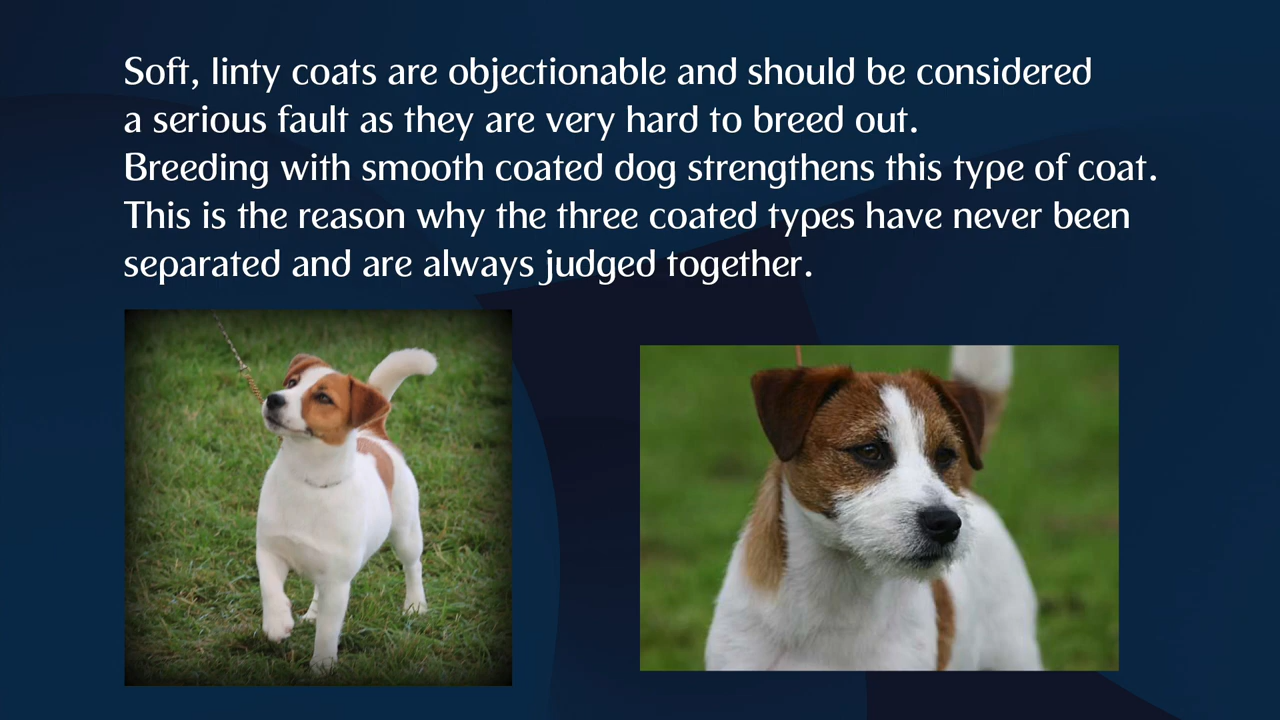 Soft, linty coats are objectionable and should be considered
a serious fault as they are very hard to breed out.
Breeding with smooth coated dog strengthens this type of coat.
This is the reason why the three coated types have never been
separated and are always judged together.